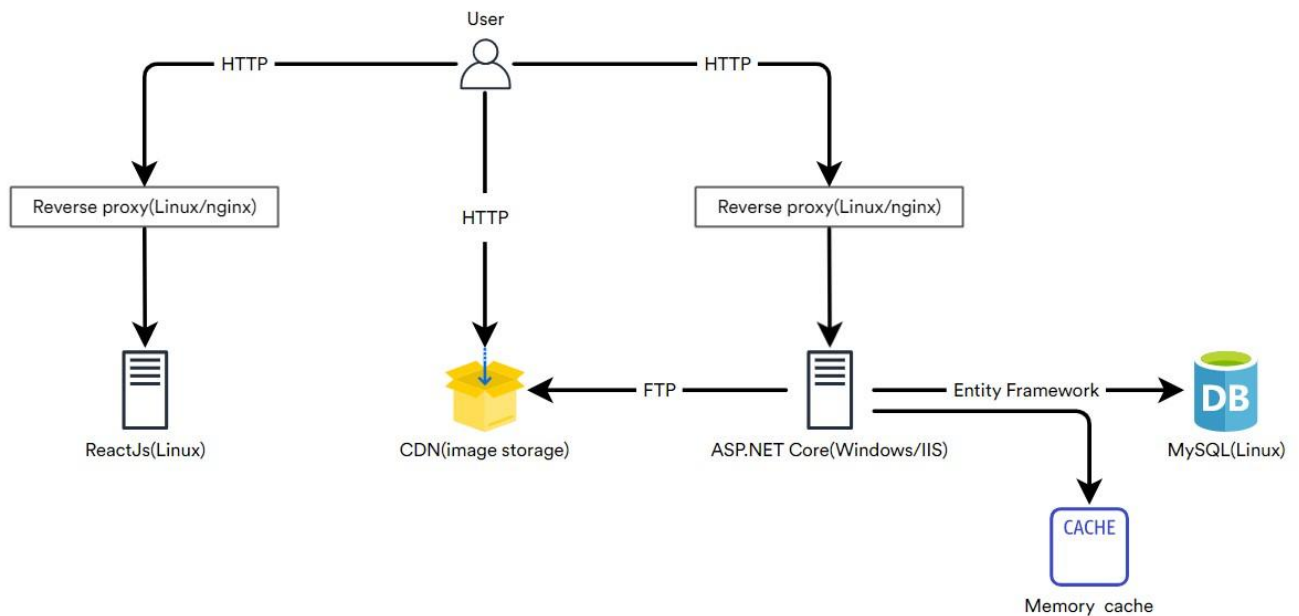 User
HTTP
HTTP
Reverse proxy(Linux/nginx)
HTTP
Reverse proxy(Linux/nginx)
FTP
Entity Framework
DB
ReactJs(Linux)
CDN(image storage)
ASP.NET Core(Windows/IIS)
MySQL(Linux)
CACHE
Memory cache